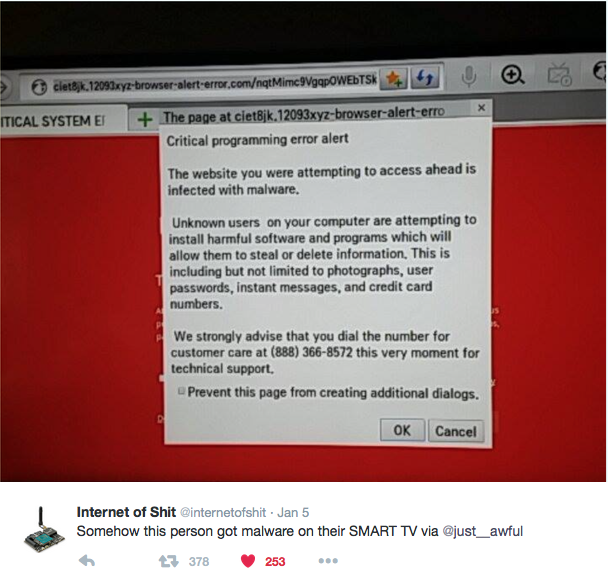 ciet8jk.12093xyz-browser-alert-error.com/nqtMimc9VgqpOWEbTSk
ITICAL SYSTEM E
The page at ciet8jk.12093xyz-browser-alert-erro
×
Critical programming error alert
The website you were attempting to access ahead is
infected with malware.
Unknown users on your computer are attempting to
install harmful software and programs which will
allow them to steal or delete information. This is
including but not limited to photographs, user
passwords, instant messages, and credit card
numbers.
We strongly advise that you dial the number for
customer care at (888) 366-8572 this very moment for
technical support.
Prevent this page from creating additional dialogs.
OK Cancel
Internet of Shit @internetofshit · Jan 5
Somehow this person got malware on their SMART TV via @just__awful
378 253